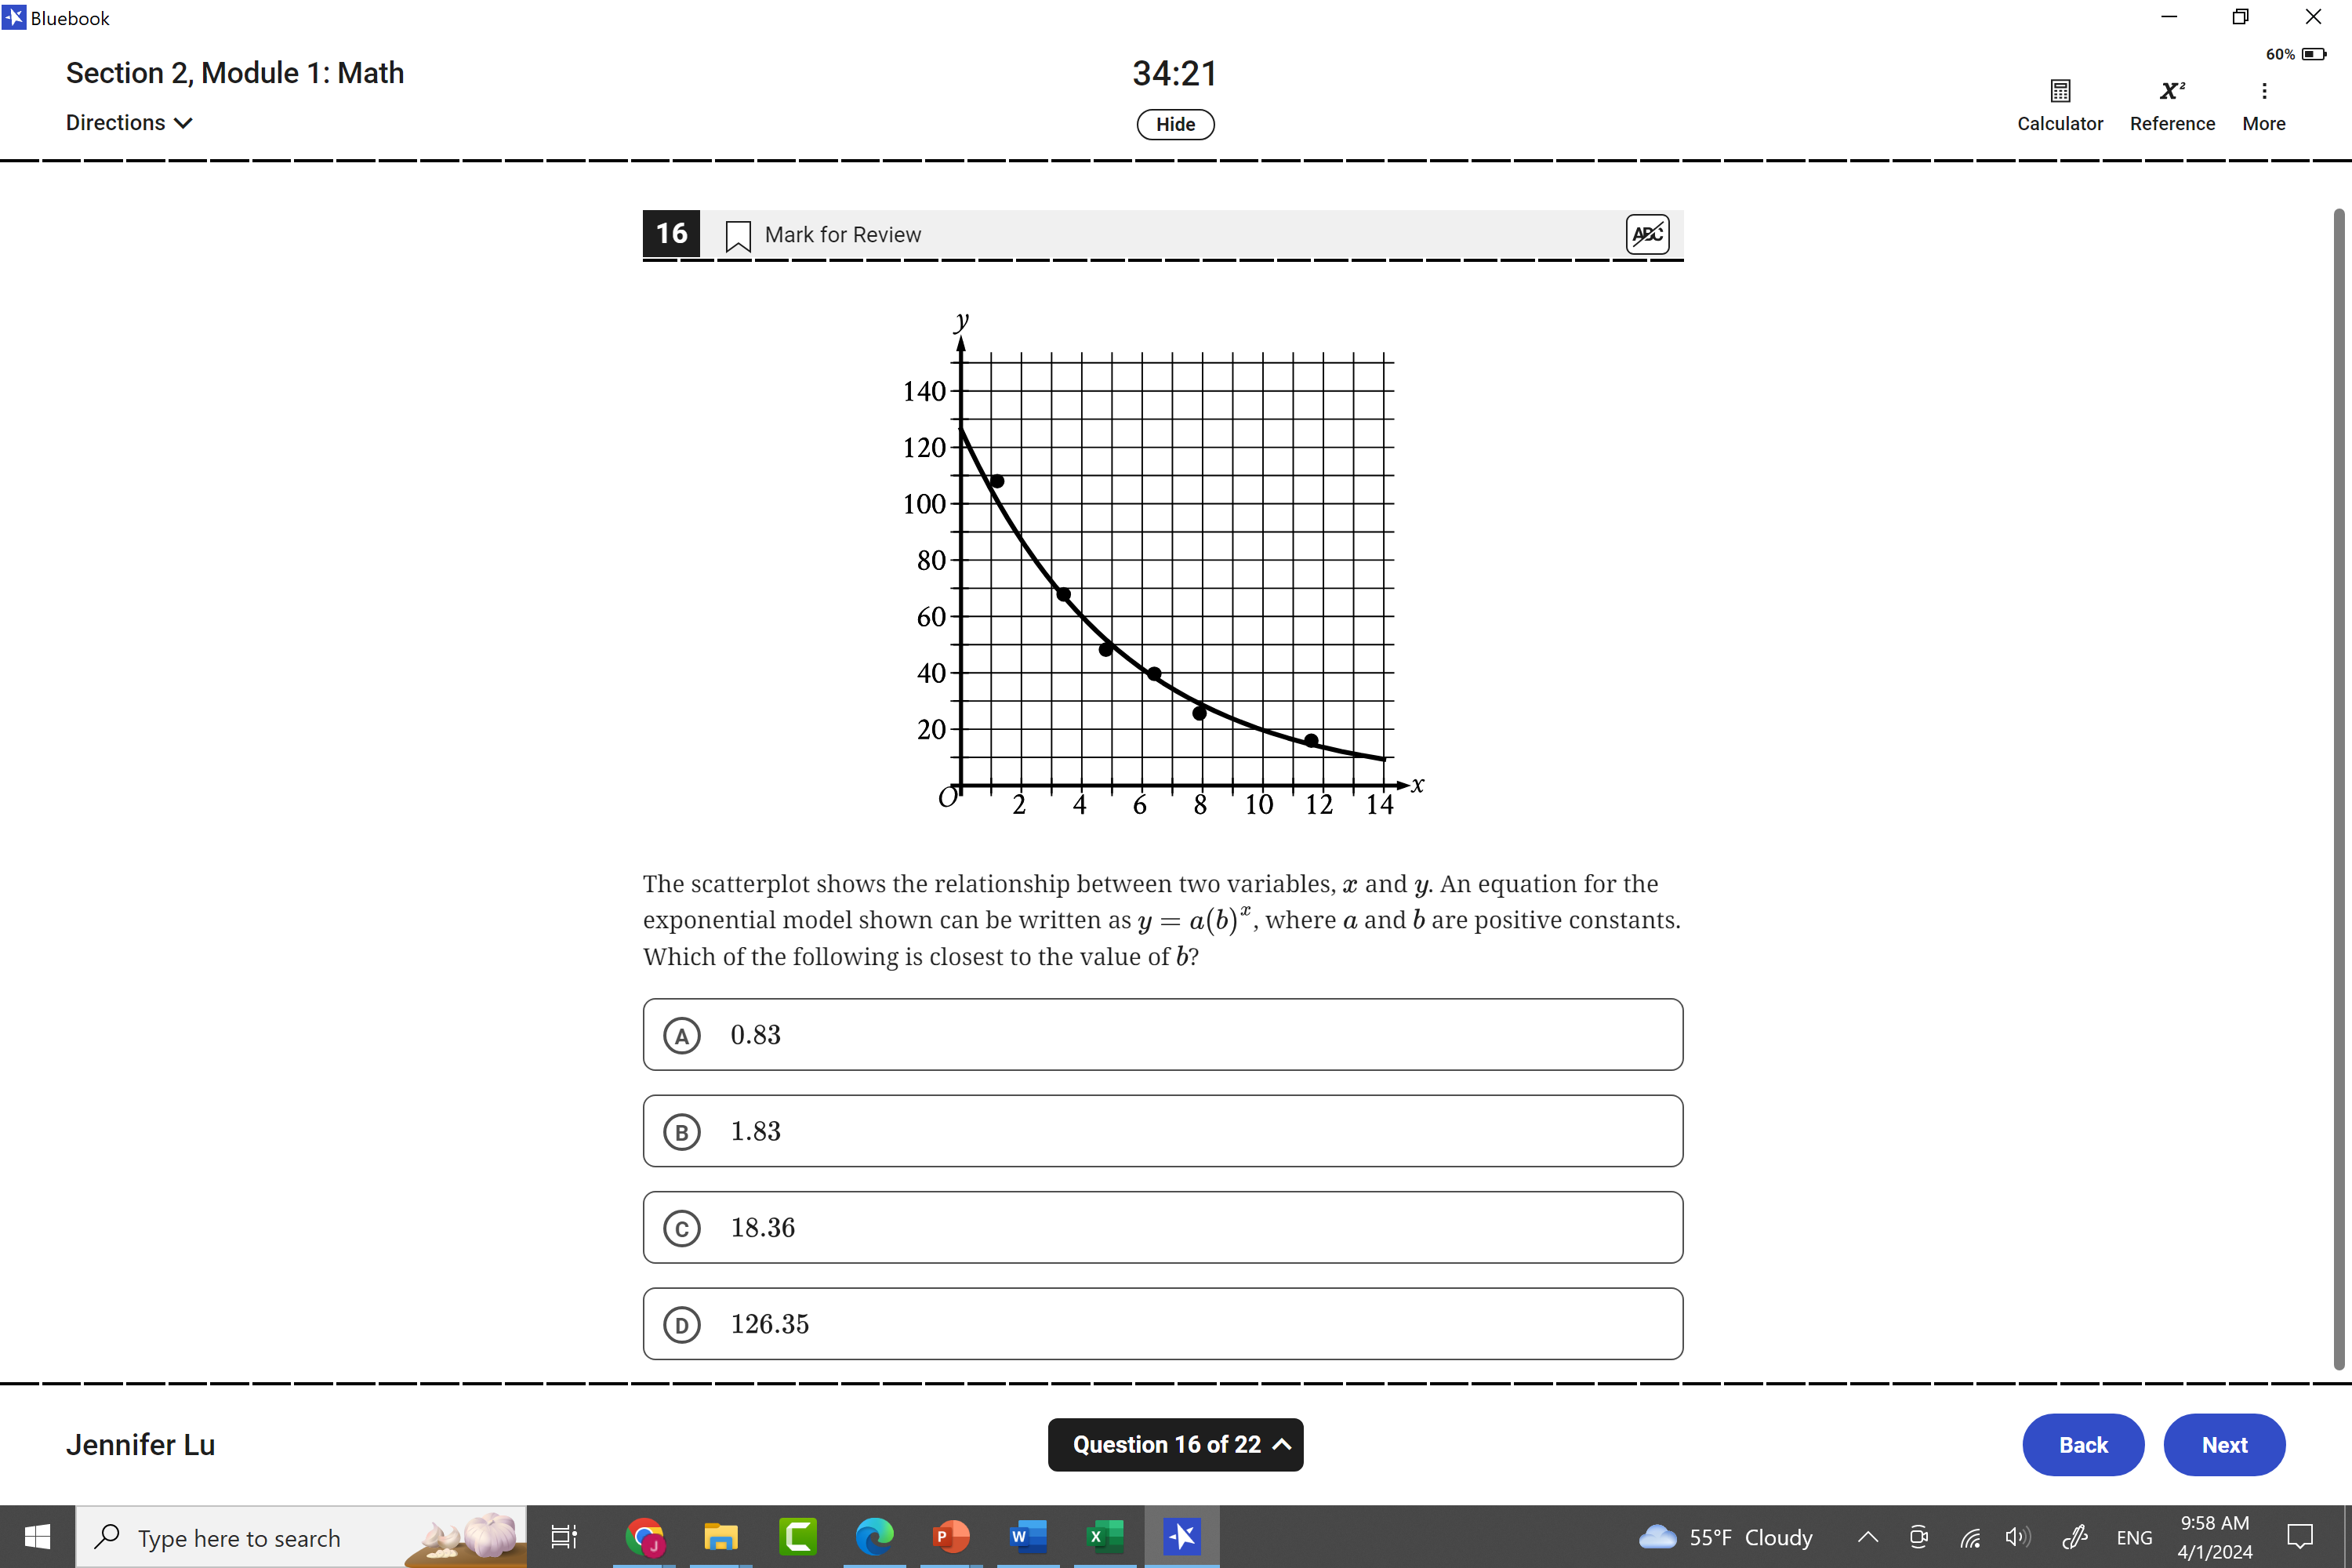 Bluebook
60%
Section 2, Module 1: Math
34:21
Directions
Hide
Calculator
Reference
More
16
Mark for Review
ABC
y
140
120
100
80
60
40
20
O
2 4 6 8 10 12 14
x
The scatterplot shows the relationship between two variables, x and y. An equation for the
exponential model shown can be written as y = a(b)^x, where a and b are positive constants.
Which of the following is closest to the value of b?
A 0.83
B 1.83
C 18.36
D 126.35
Jennifer Lu
Question 16 of 22
Back
Next
Type here to search
55°F Cloudy
ENG
9:58 AM
4/1/2024